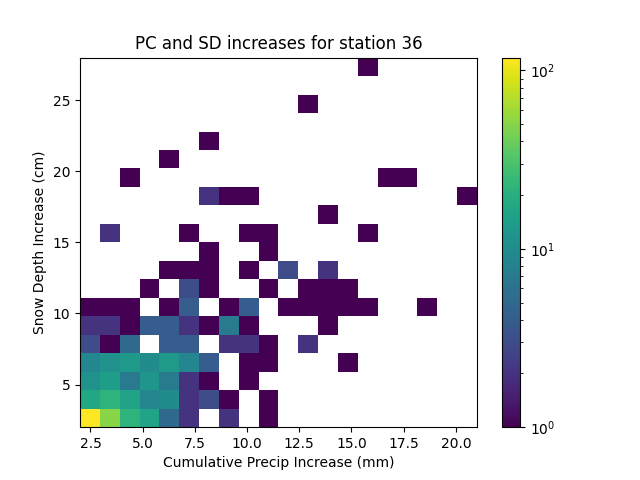 PC and SD increases for station 36
Snow Depth Increase (cm)
25
20
15
10
5
2.5 5.0 7.5 10.0 12.5 15.0 17.5 20.0
Cumulative Precip Increase (mm)
10²
10¹
10⁰